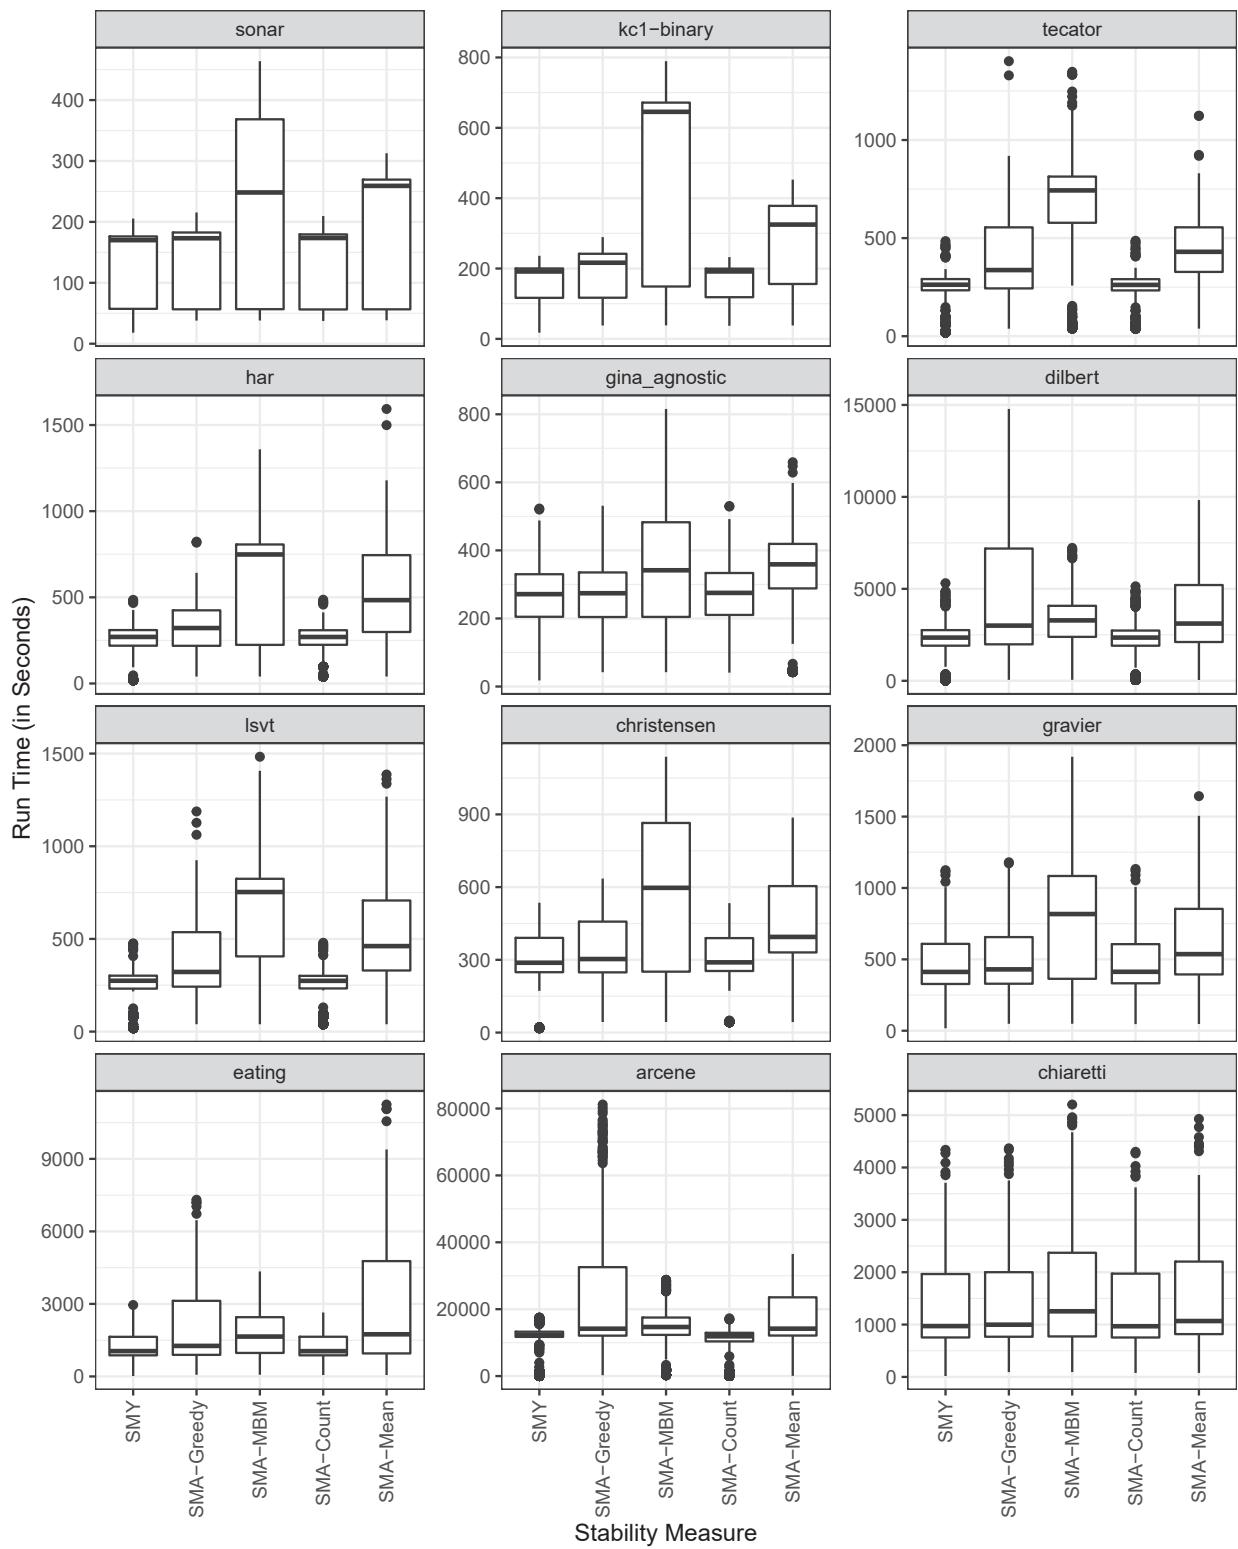 sonar
kc1−binary
tecator
0
100
200
300
400
0
200
400
600
800
0
500
1000
har
gina_agnostic
dilbert
0
500
1000
1500
0
200
400
600
800
0
5000
10000
15000
lsvt
christensen
gravier
0
500
1000
1500
0
300
600
900
0
500
1000
1500
2000
eating
arcene
chiaretti
0
3000
6000
9000
0
20000
40000
60000
80000
0
1000
2000
3000
4000
5000
SMY
SMA−Greedy
SMA−MBM
SMA−Count
SMA−Mean
SMY
SMA−Greedy
SMA−MBM
SMA−Count
SMA−Mean
SMY
SMA−Greedy
SMA−MBM
SMA−Count
SMA−Mean
Stability Measure
Run Time (in Seconds)